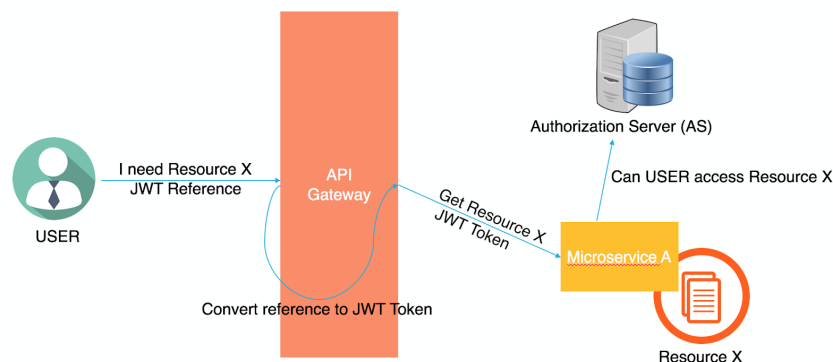 Authorization Server (AS)
I need Resource X
JWT Reference
API
Gateway
Can USER access Resource X
USER
Get Resource X
JWT Token
Microservice A
Convert reference to JWT Token
Resource X